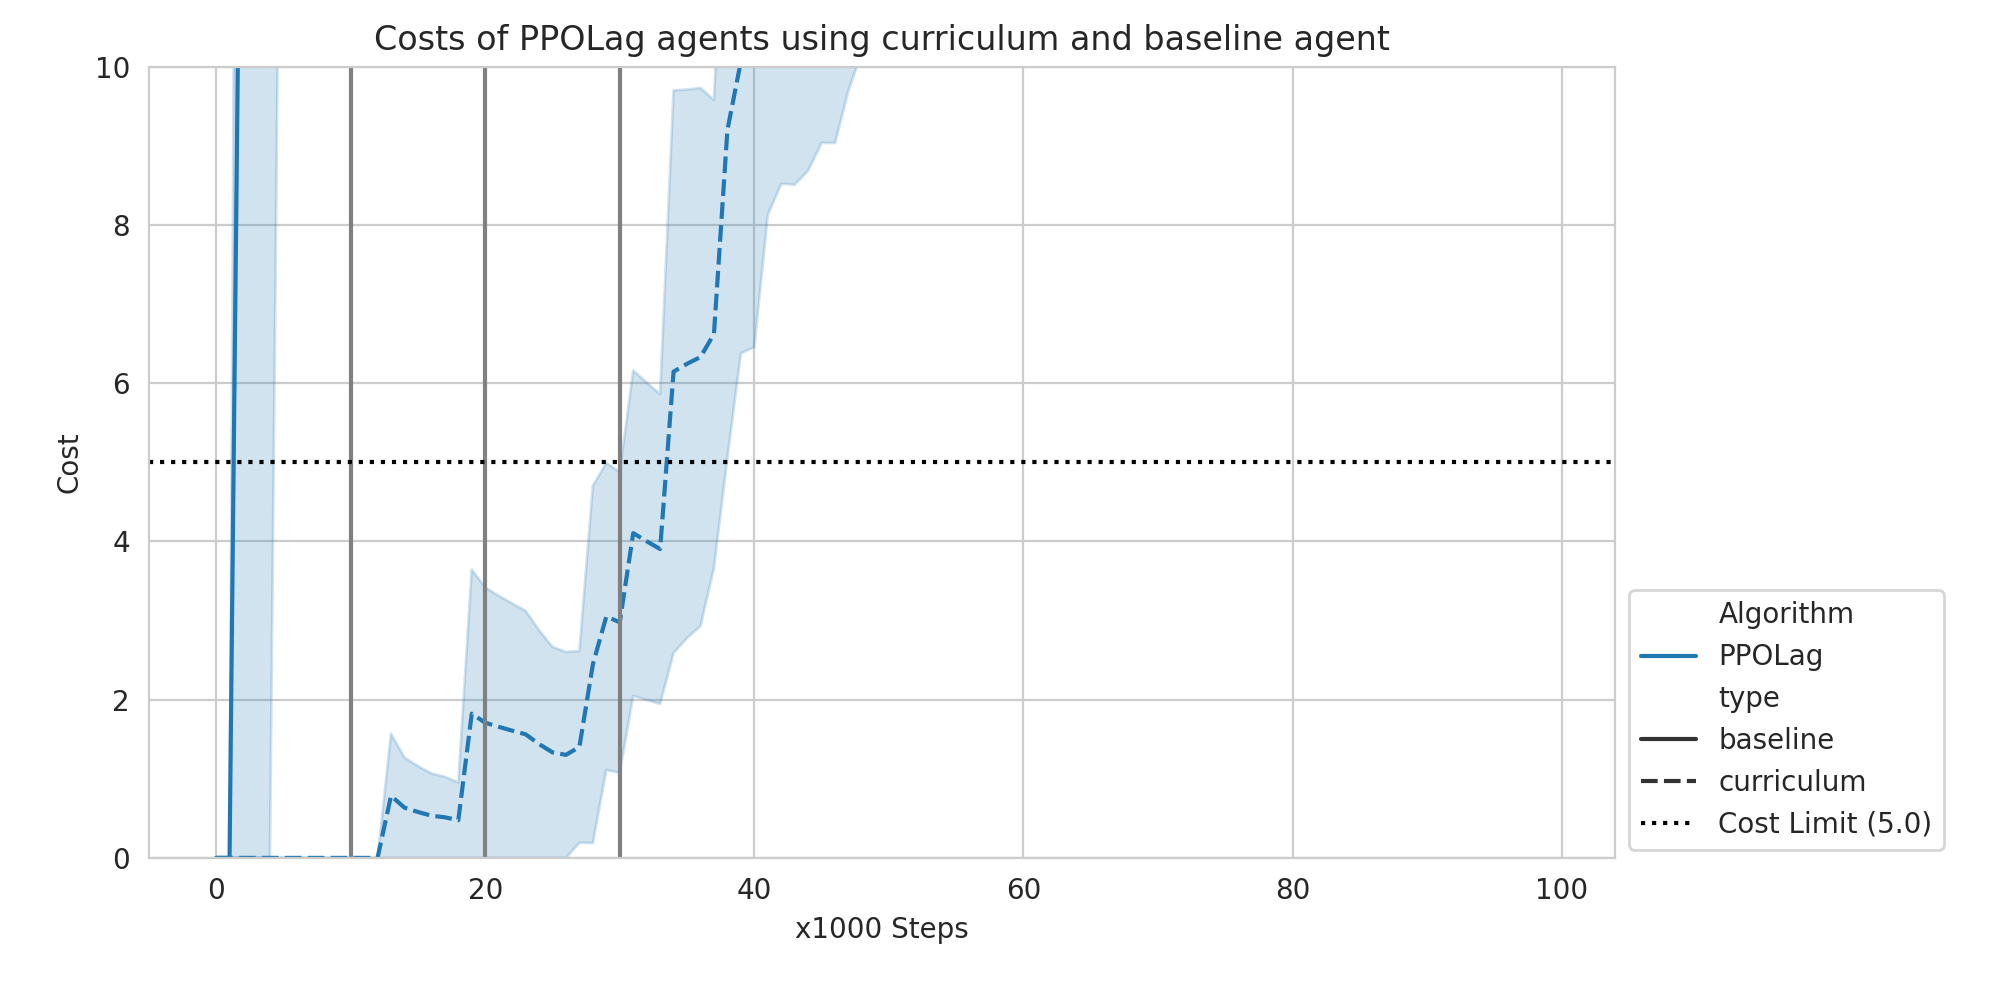 Costs of PPOLag agents using curriculum and baseline agent
10
8
6
4
2
0
Cost
0 20 40 60 80 100
x1000 Steps
Algorithm
PPOLag
type
baseline
curriculum
Cost Limit (5.0)